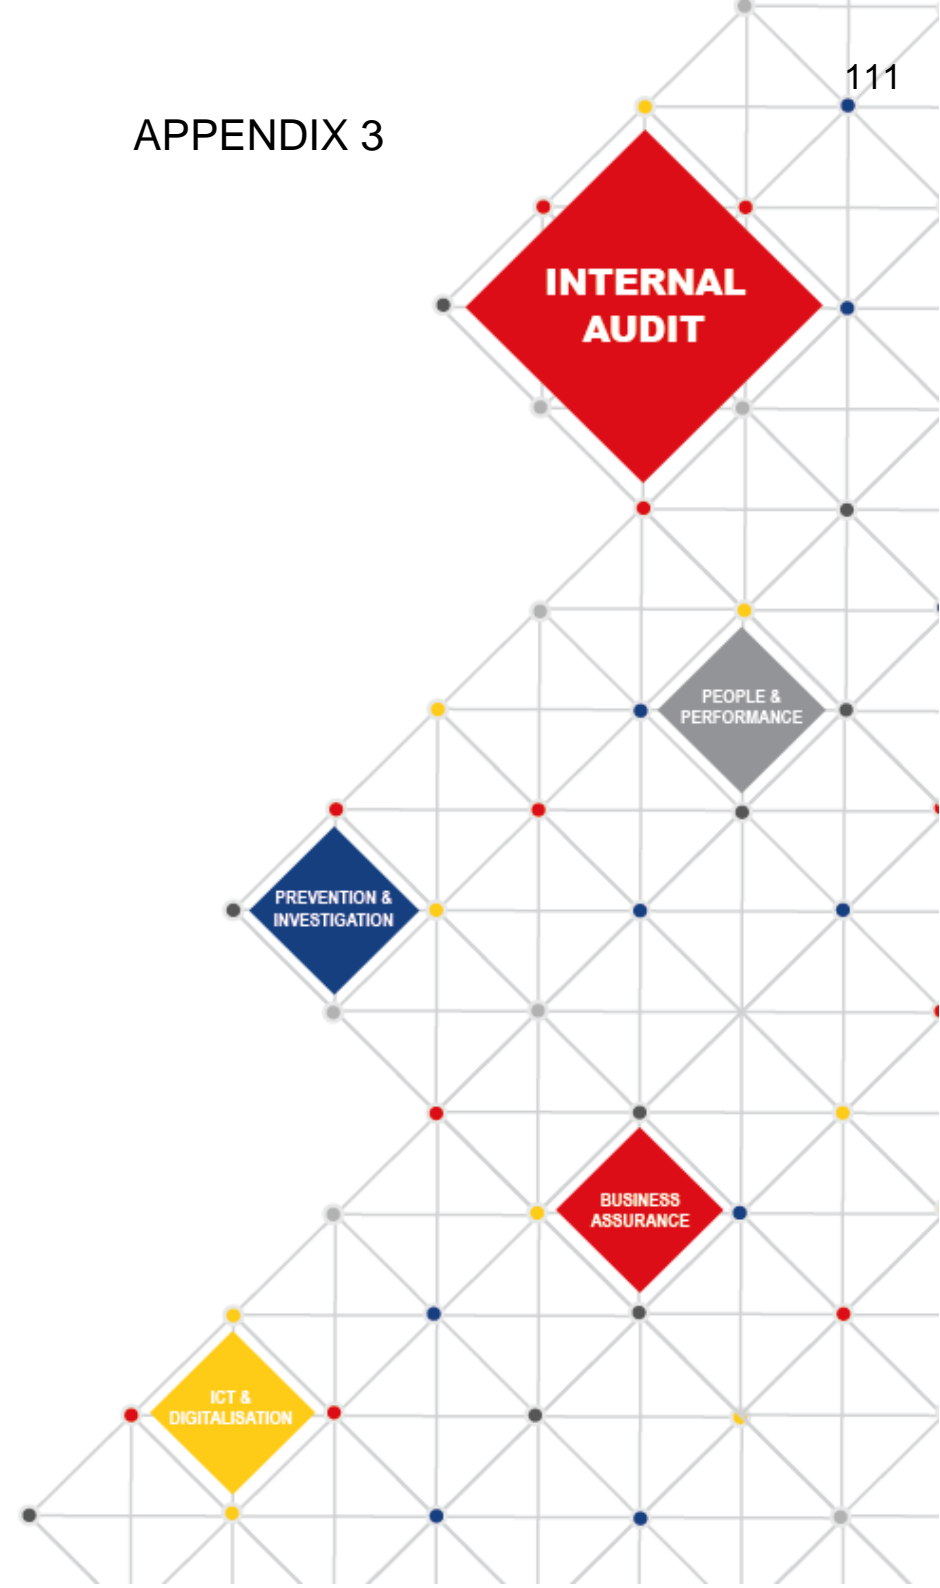 111
APPENDIX 3
INTERNAL
AUDIT
PEOPLE &
PERFORMANCE
PREVENTION &
INVESTIGATION
BUSINESS
ASSURANCE
ICT &
DIGITALISATION